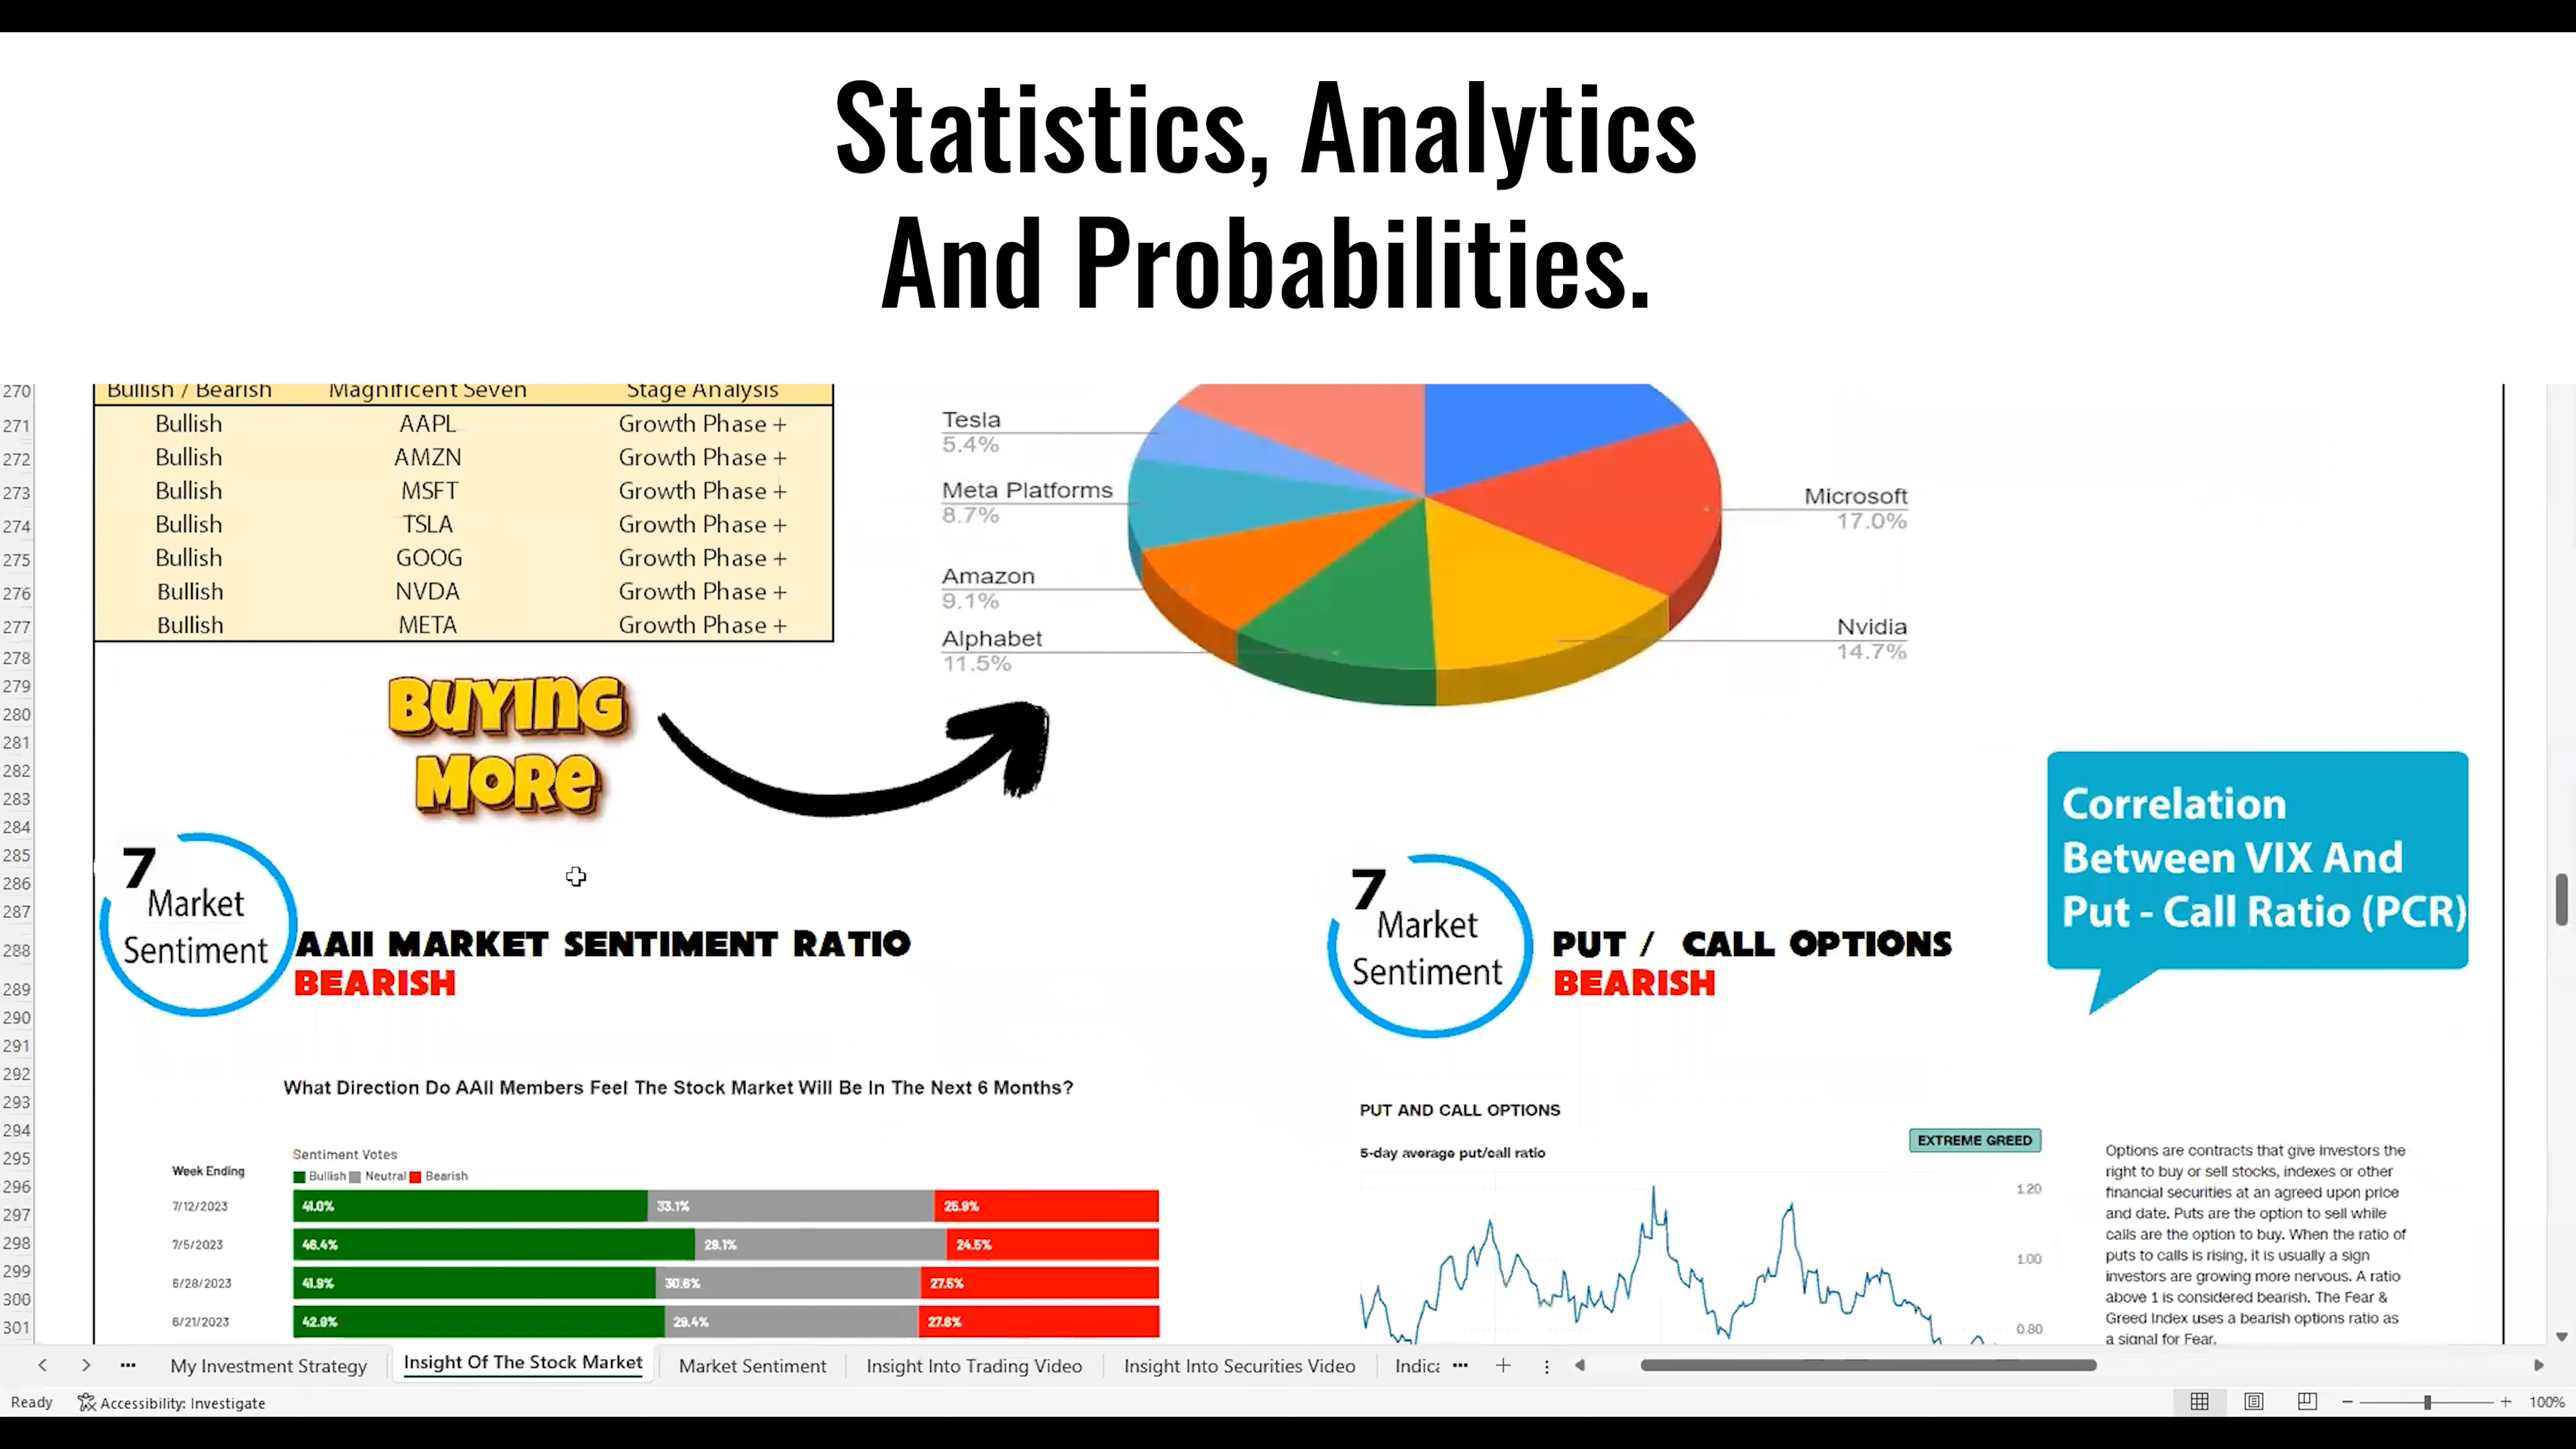 Statistics, Analytics
And Probabilities.
270 Bullish / Bearish Magnificent Seven Stage Analysis
271 Bullish AAPL Growth Phase +
272 Bullish AMZN Growth Phase +
273 Bullish MSFT Growth Phase +
274 Bullish TSLA Growth Phase +
275 Bullish GOOG Growth Phase +
276 Bullish NVDA Growth Phase +
277 Bullish META Growth Phase +
Tesla
5.4%
Meta Platforms
8.7%
Amazon
9.1%
Alphabet
11.5%
Microsoft
17.0%
Nvidia
14.7%
278
279
280
281
282
283
284
285
286
287
288
289
290
291
292
293
294
295
296
297
298
299
300
301
BUYING
MORE
7
Market
Sentiment
AAII MARKET SENTIMENT RATIO
BEARISH
7
Market
Sentiment
PUT / CALL OPTIONS
BEARISH
Correlation
Between VIX And
Put - Call Ratio (PCR)
What Direction Do AAII Members Feel The Stock Market Will Be In The Next 6 Months?
Sentiment Votes
Week Ending
Bullish Neutral Bearish
7/12/2023 41.0% 33.1% 25.9%
7/5/2023 46.4% 29.1% 24.5%
6/28/2023 41.9% 30.6% 27.5%
6/21/2023 42.9% 29.4% 27.8%
PUT AND CALL OPTIONS
5-day average put/call ratio
EXTREME GREED
1.20
1.00
0.80
Options are contracts that give investors the
right to buy or sell stocks, indexes or other
financial securities at an agreed upon price
and date. Puts are the option to sell while
calls are the option to buy. When the ratio of
puts to calls is rising, it is usually a sign
investors are growing more nervous. A ratio
above 1 is considered bearish. The Fear &
Greed Index uses a bearish options ratio as
a signal for Fear.
My Investment Strategy Insight Of The Stock Market Market Sentiment Insight Into Trading Video Insight Into Securities Video Indica
Ready Accessibility: Investigate 100%